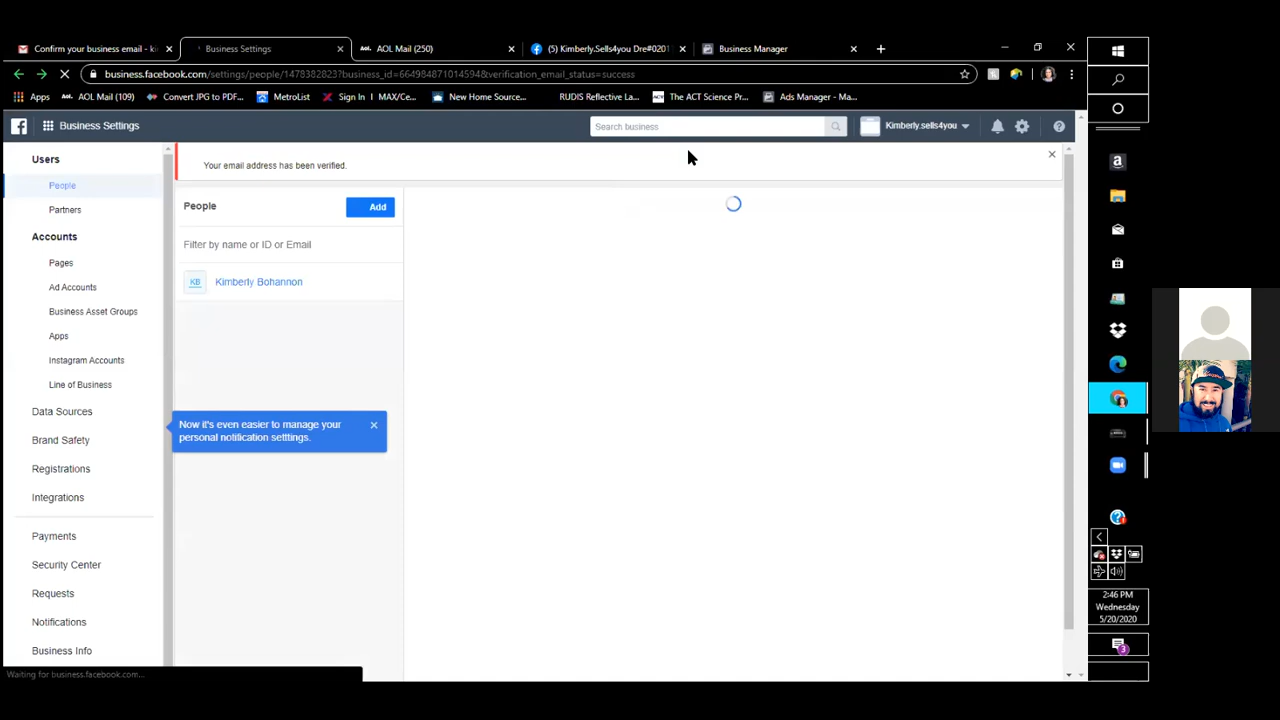 Confirm your business email - ki
Business Settings
AOL Mail (250)
(5) Kimberly.Sells4you Dre#0201
Business Manager
business.facebook.com/settings/people/1478382823?business_id=664984871014594&verification_email_status=success
Apps
AOL Mail (109)
Convert JPG to PDF...
MetroList
Sign In | MAX/Ce...
New Home Source...
RUDIS Reflective La...
ACT
The ACT Science Pr...
Ads Manager - Ma...
Business Settings
Search business
Kimberly.sells4you
Users
People
Partners
Accounts
Pages
Ad Accounts
Business Asset Groups
Apps
Instagram Accounts
Line of Business
Data Sources
Brand Safety
Registrations
Integrations
Payments
Security Center
Requests
Notifications
Business Info
Your email address has been verified.
People
Add
Filter by name or ID or Email
KB
Kimberly Bohannon
Now it's even easier to manage your
personal notification setttings.
Waiting for business.facebook.com...
2:46 PM
Wednesday
5/20/2020
3